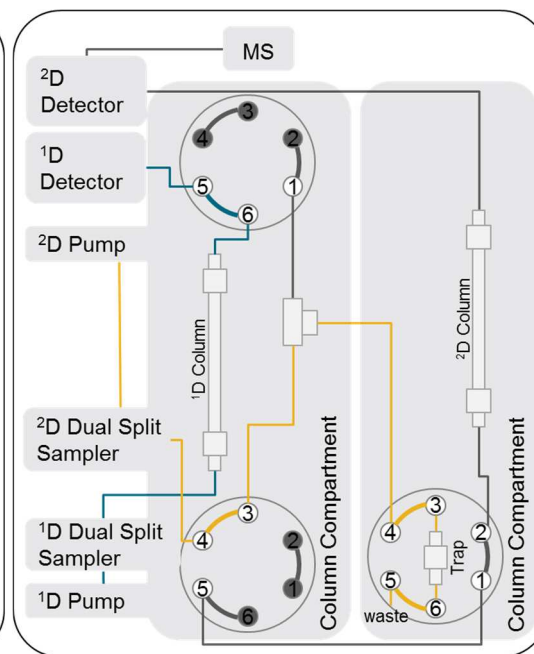 MS
²D
Detector
¹D
Detector
²D Pump
²D Dual Split
Sampler
¹D Dual Split
Sampler
¹D Pump
3
4
2
5
1
6
¹D Column
3
4
2
5
1
6
Column Compartment
²D Column
3
4
2
5
1
6
Trap
waste
Column Compartment